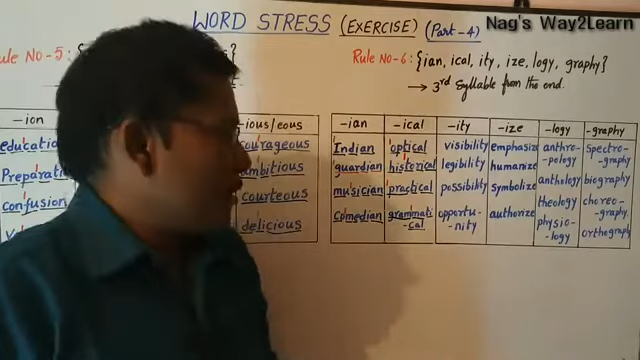 Nag's Way2Learn
WORD STRESS (EXERCISE) (Part-4)
Rule No-5: {
}
Rule No-6: {ian, ical, ity, ize, logy, graphy}
→ 3rd Syllable from the end.
-ion
education
Preparation
confusion
-ious/eous
courageous
ambitious
courteous
delicious
-ian -ical -ity -ize -logy -graphy
Indian optical visibility emphasize anthro- spectro-
-pology -graphy
guardian historical legibility humanize
musician practical possibility symbolize anthology biography
Comedian grammati opportu- authorize theology choreo-
-cal -nity -graphy
physio- orthography
-logy